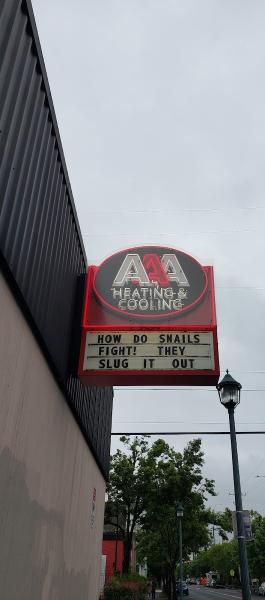 AAA
HEATING &
COOLING
HOW DO SNAILS
FIGHT! THEY
SLUG IT OUT